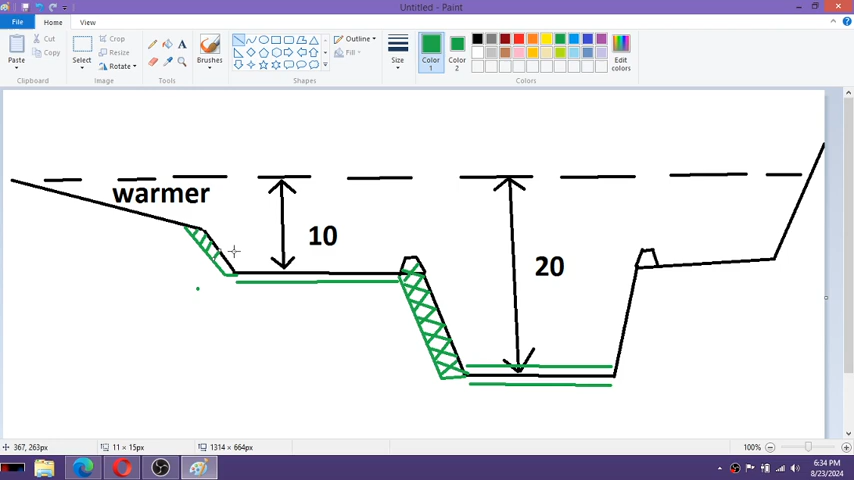 Untitled - Paint
File
Home
View
Paste
Cut
Copy
Clipboard
Select
Crop
Resize
Rotate
Image
A
Tools
Brushes
Outline
Fill
Shapes
Size
Color
1
Color
2
Edit
colors
Colors
warmer
10
20
367, 263px
11 × 15px
1314 × 664px
100%
6:34 PM
8/23/2024